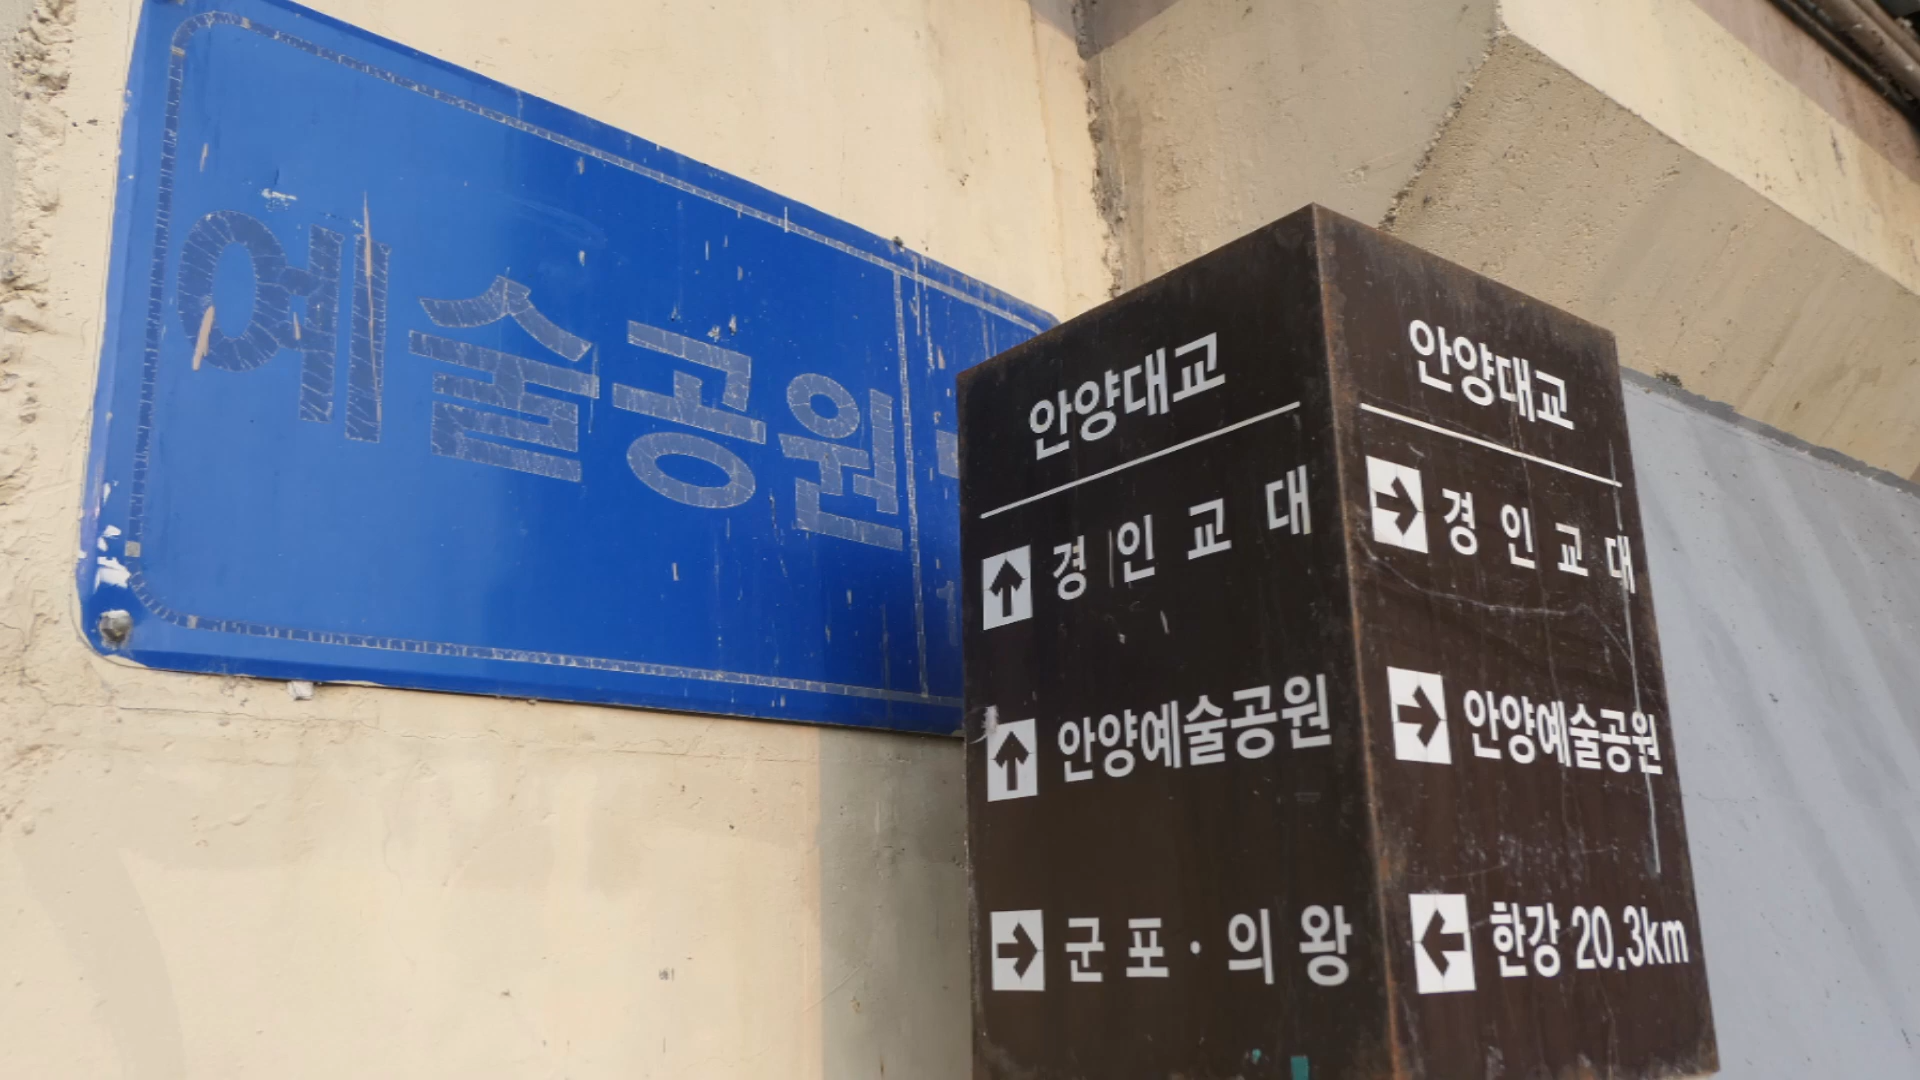 예술공원
안양대교
경인교대
안양예술공원
군포·의왕
안양대교
경인교대
안양예술공원
한강 20.3km